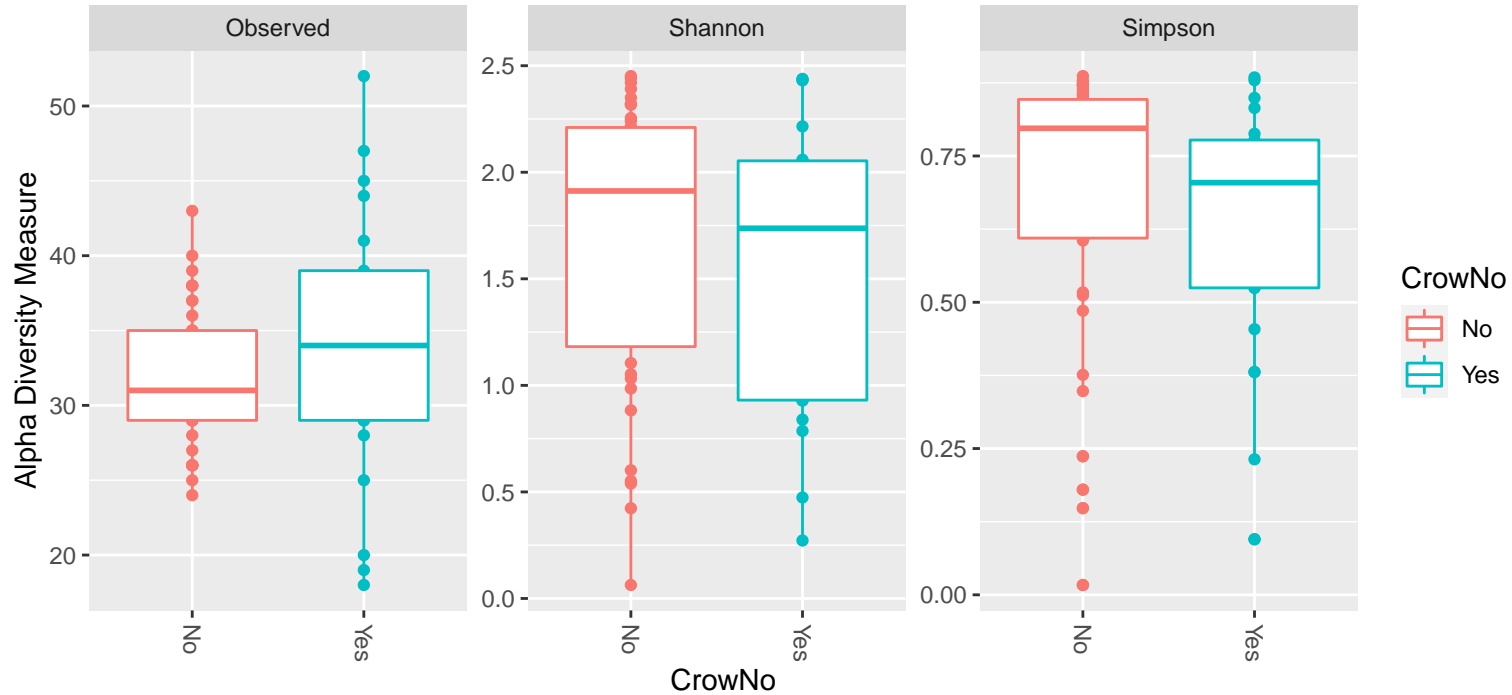 Observed
Shannon
Simpson
Alpha Diversity Measure
50
40
30
20
2.5
2.0
1.5
1.0
0.5
0.0
0.75
0.50
0.25
0.00
No
Yes
No
Yes
No
Yes
CrowNo
CrowNo
No
Yes